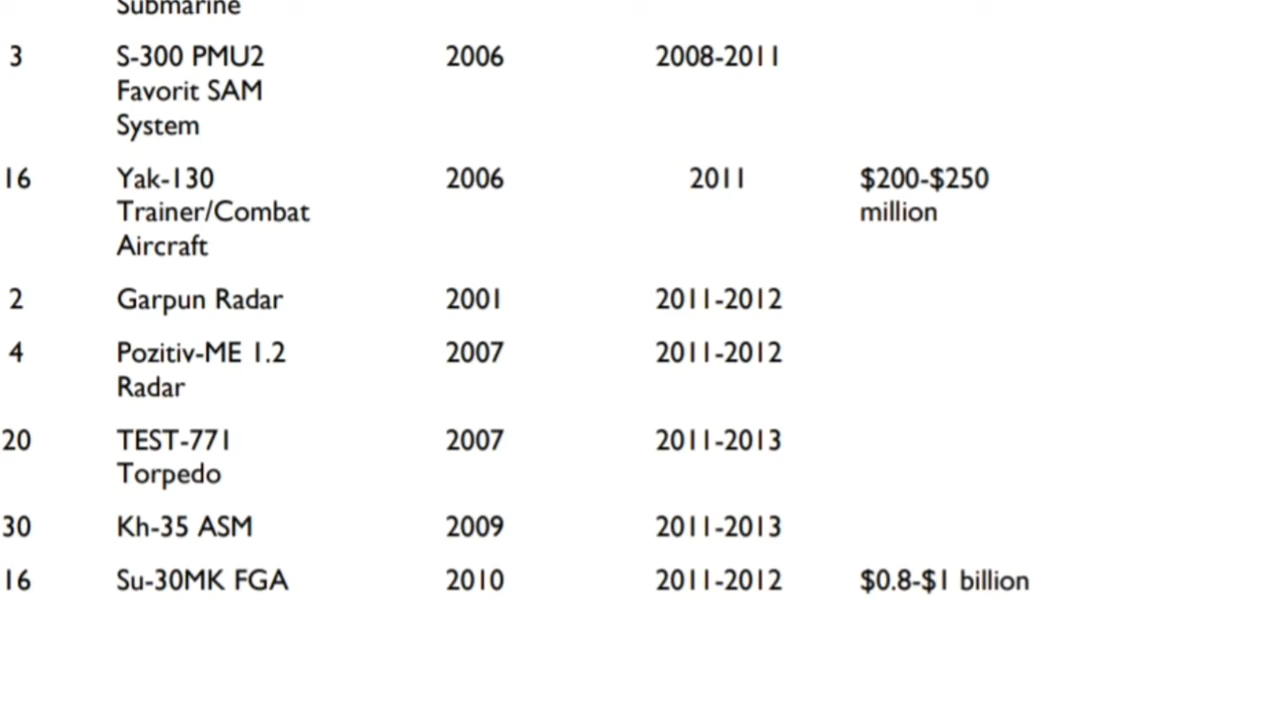 Submarine
3 S-300 PMU2 2006 2008-2011
Favorit SAM
System
16 Yak-130 2006 2011 $200-$250
Trainer/Combat million
Aircraft
2 Garpun Radar 2001 2011-2012
4 Pozitiv-ME 1.2 2007 2011-2012
Radar
20 TEST-771 2007 2011-2013
Torpedo
30 Kh-35 ASM 2009 2011-2013
16 Su-30MK FGA 2010 2011-2012 $0.8-$1 billion